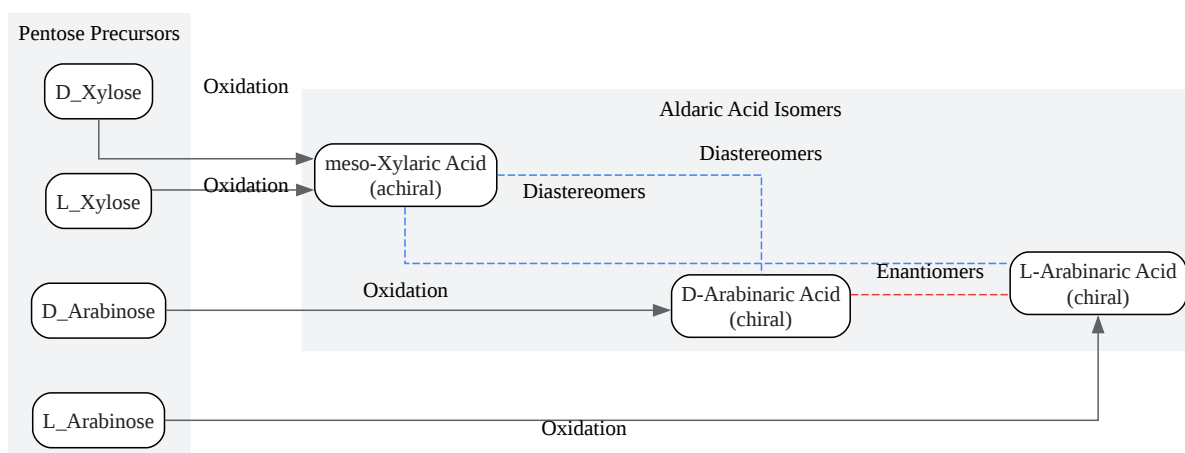 Pentose Precursors
D_Xylose
Oxidation
Aldaric Acid Isomers
meso-Xylaric Acid
(achiral)
Diastereomers
L_Xylose
Oxidation
Diastereomers
Enantiomers
L-Arabinaric Acid
(chiral)
D_Arabinose
Oxidation
D-Arabinaric Acid
(chiral)
L_Arabinose
Oxidation